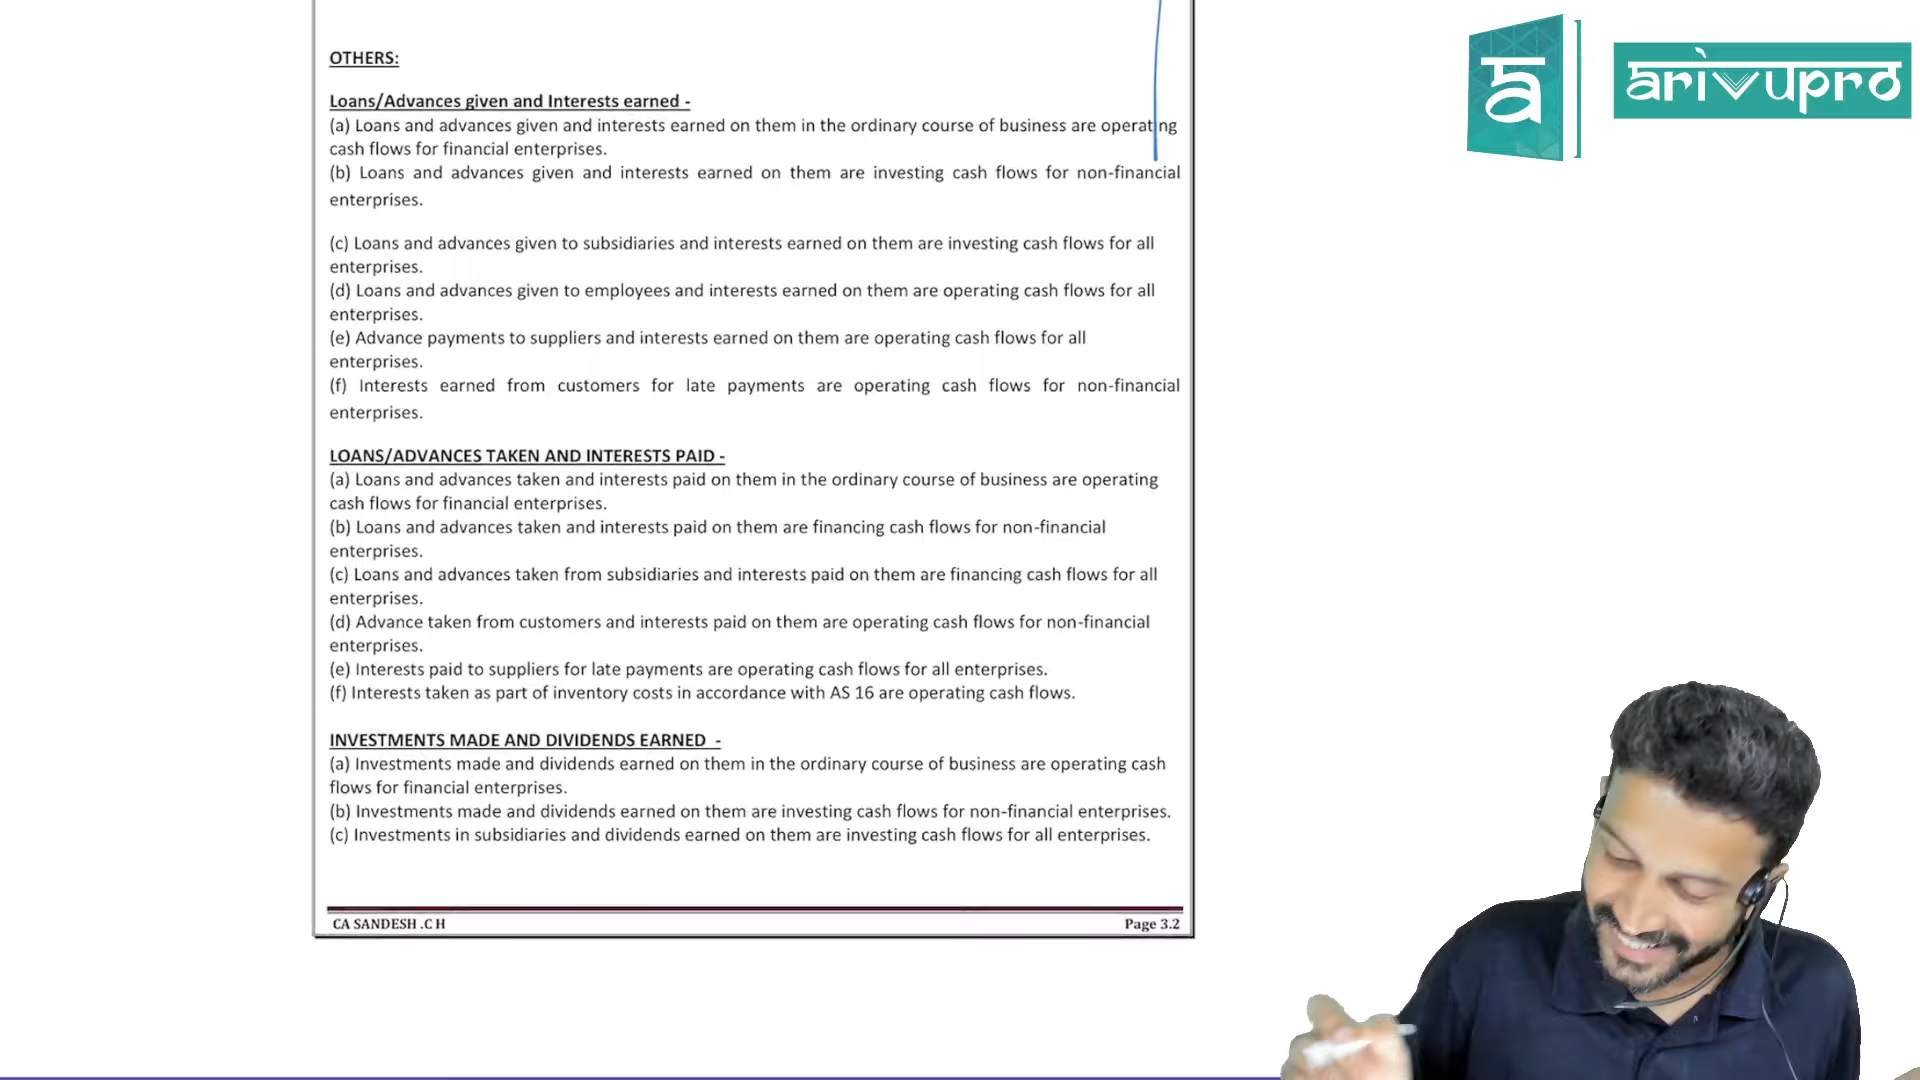 OTHERS:
Loans/Advances given and Interests earned -
(a) Loans and advances given and interests earned on them in the ordinary course of business are operating
cash flows for financial enterprises.
(b) Loans and advances given and interests earned on them are investing cash flows for non-financial
enterprises.
(c) Loans and advances given to subsidiaries and interests earned on them are investing cash flows for all
enterprises.
(d) Loans and advances given to employees and interests earned on them are operating cash flows for all
enterprises.
(e) Advance payments to suppliers and interests earned on them are operating cash flows for all
enterprises.
(f) Interests earned from customers for late payments are operating cash flows for non-financial
enterprises.
LOANS/ADVANCES TAKEN AND INTERESTS PAID -
(a) Loans and advances taken and interests paid on them in the ordinary course of business are operating
cash flows for financial enterprises.
(b) Loans and advances taken and interests paid on them are financing cash flows for non-financial
enterprises.
(c) Loans and advances taken from subsidiaries and interests paid on them are financing cash flows for all
enterprises.
(d) Advance taken from customers and interests paid on them are operating cash flows for non-financial
enterprises.
(e) Interests paid to suppliers for late payments are operating cash flows for all enterprises.
(f) Interests taken as part of inventory costs in accordance with AS 16 are operating cash flows.
INVESTMENTS MADE AND DIVIDENDS EARNED -
(a) Investments made and dividends earned on them in the ordinary course of business are operating cash
flows for financial enterprises.
(b) Investments made and dividends earned on them are investing cash flows for non-financial enterprises.
(c) Investments in subsidiaries and dividends earned on them are investing cash flows for all enterprises.
CA SANDESH .C H
Page 3.2
a
arivupro